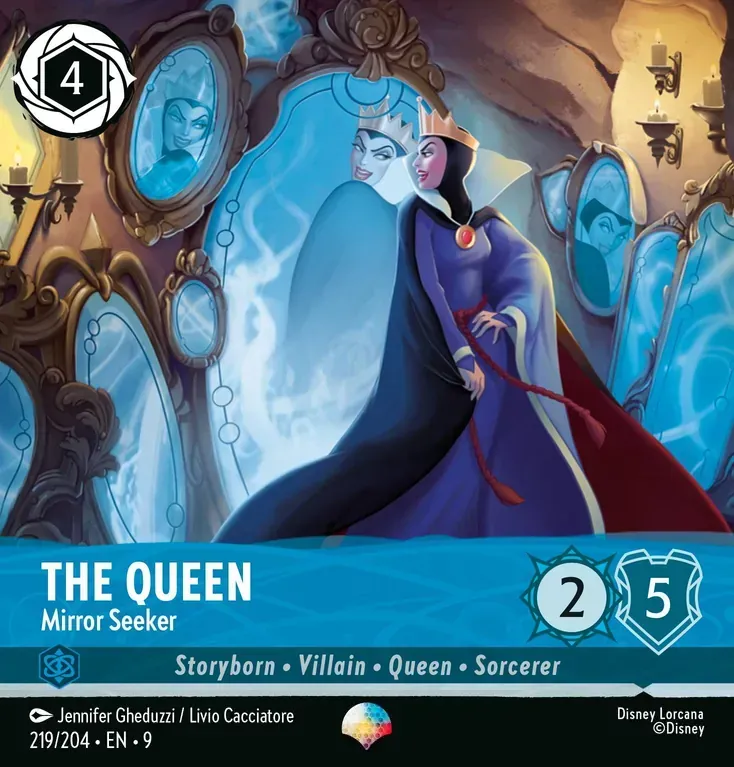 4
THE QUEEN
Mirror Seeker
2 5
Storyborn • Villain • Queen • Sorcerer
Jennifer Gheduzzi / Livio Cacciatore
219/204 • EN • 9
Disney Lorcana
©Disney